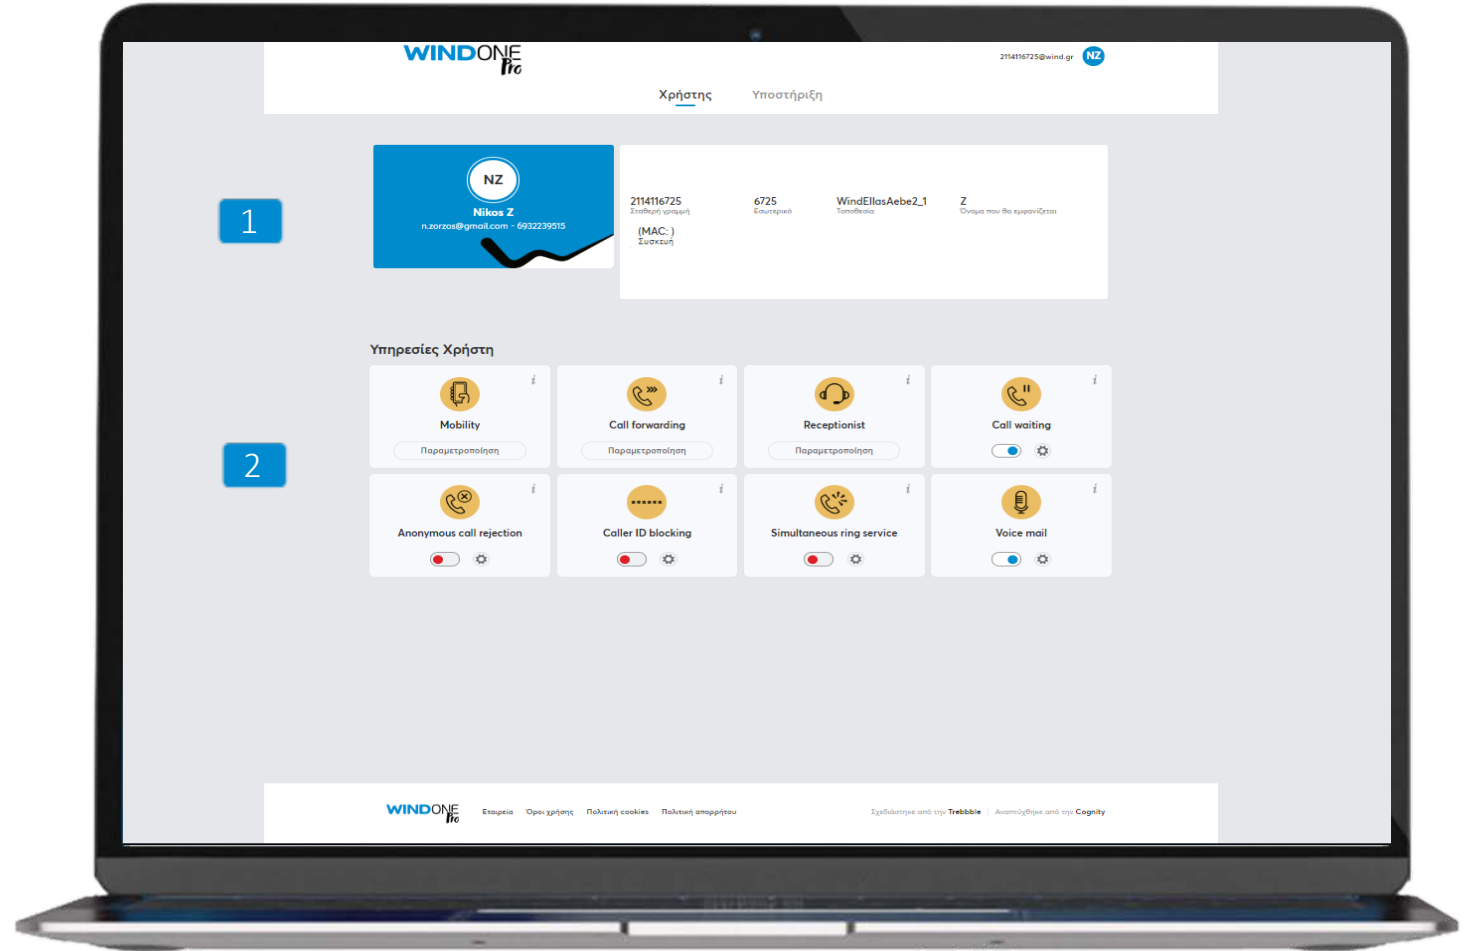 WINDONE
Pro
2114116725@wind.gr NZ
Χρήστης Υποστήριξη
1
NZ
Nikos Z
n.zorzos@gmail.com - 6932239515
2114116725 6725 WindEllasAebe2_1 Z
Σταθερή γραμμή Εσωτερικό Τοποθεσία Όνομα που θα εμφανίζεται
(MAC: )
Συσκευή
Υπηρεσίες Χρήστη
2
i i i i
Mobility Call forwarding Receptionist Call waiting
Παραμετροποίηση Παραμετροποίηση Παραμετροποίηση
i i i i
******
Anonymous call rejection Caller ID blocking Simultaneous ring service Voice mail
WINDONE
Pro
Εταιρεία Όροι χρήσης Πολιτική cookies Πολιτική απορρήτου Σχεδιάστηκε από την Trebbble | Αναπτύχθηκε από την Cognity